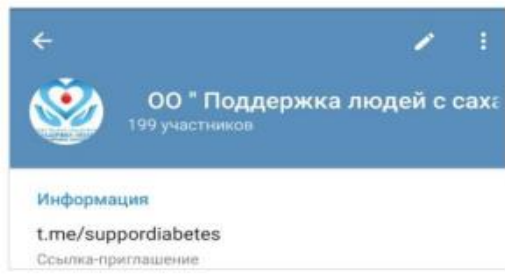 ОО " Поддержка людей с саха
199 участников
Информация
t.me/suppordiabetes
Ссылка-приглашение